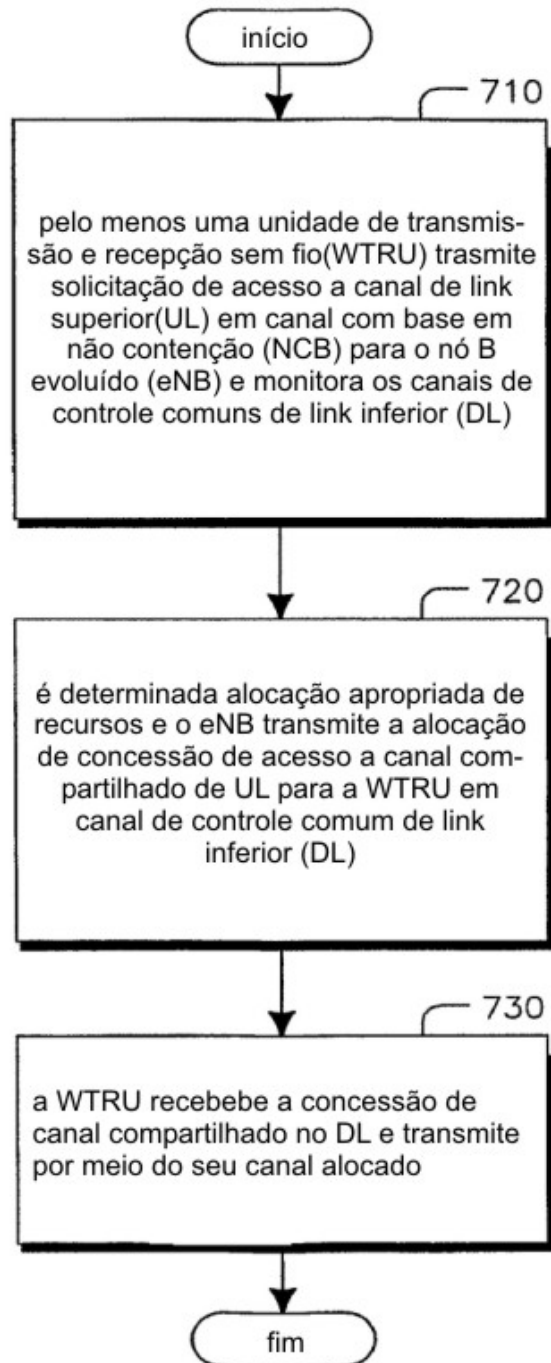 início
710
pelo menos uma unidade de transmis-
são e recepção sem fio(WTRU) trasmite
solicitação de acesso a canal de link
superior(UL) em canal com base em
não contenção (NCB) para o nó B
evoluído (eNB) e monitora os canais de
controle comuns de link inferior (DL)
720
é determinada alocação apropriada de
recursos e o eNB transmite a alocação
de concessão de acesso a canal com-
partilhado de UL para a WTRU em
canal de controle comum de link
inferior (DL)
730
a WTRU recebebe a concessão de
canal compartilhado no DL e transmite
por meio do seu canal alocado
fim